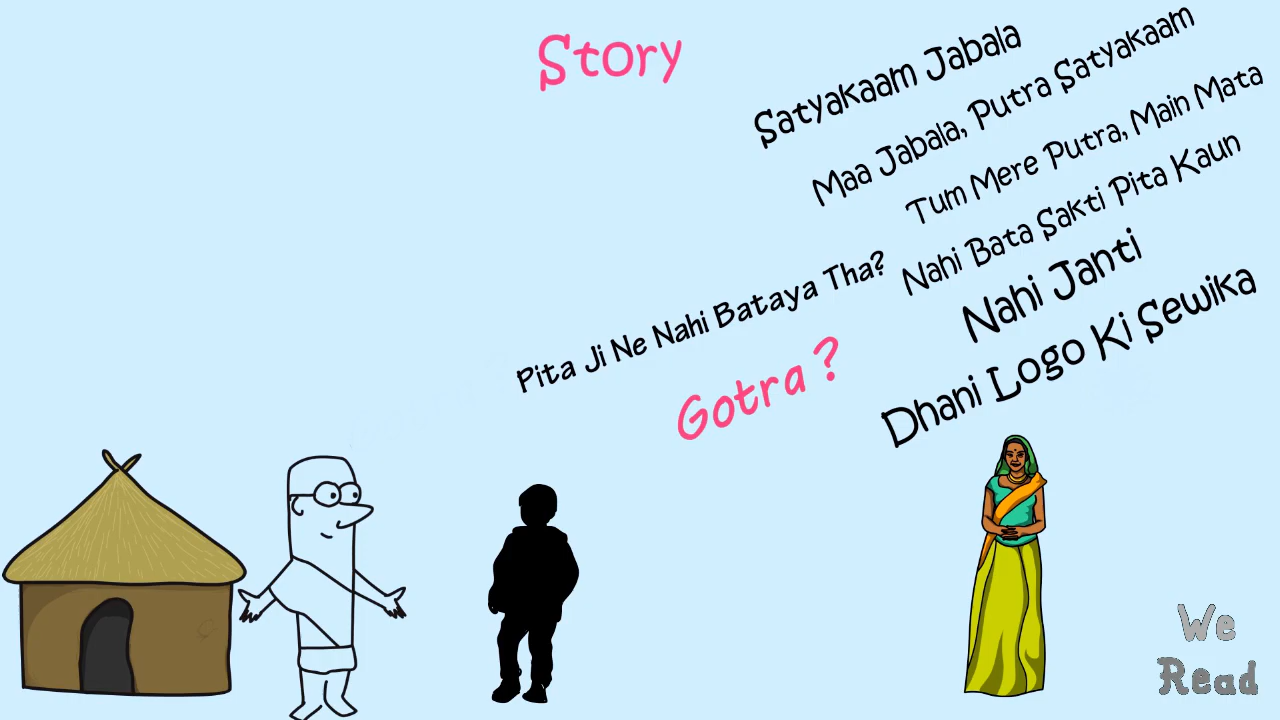 Story
Satyakaam Jabala
Maa Jabala, Putra Satyakaam
Tum Mere Putra, Main Mata
Nahi Bata Sakti Pita Kaun
Nahi Janti
Dhani Logo Ki Sewika
Pita Ji Ne Nahi Bataya Tha?
Gotra ?
We
Read